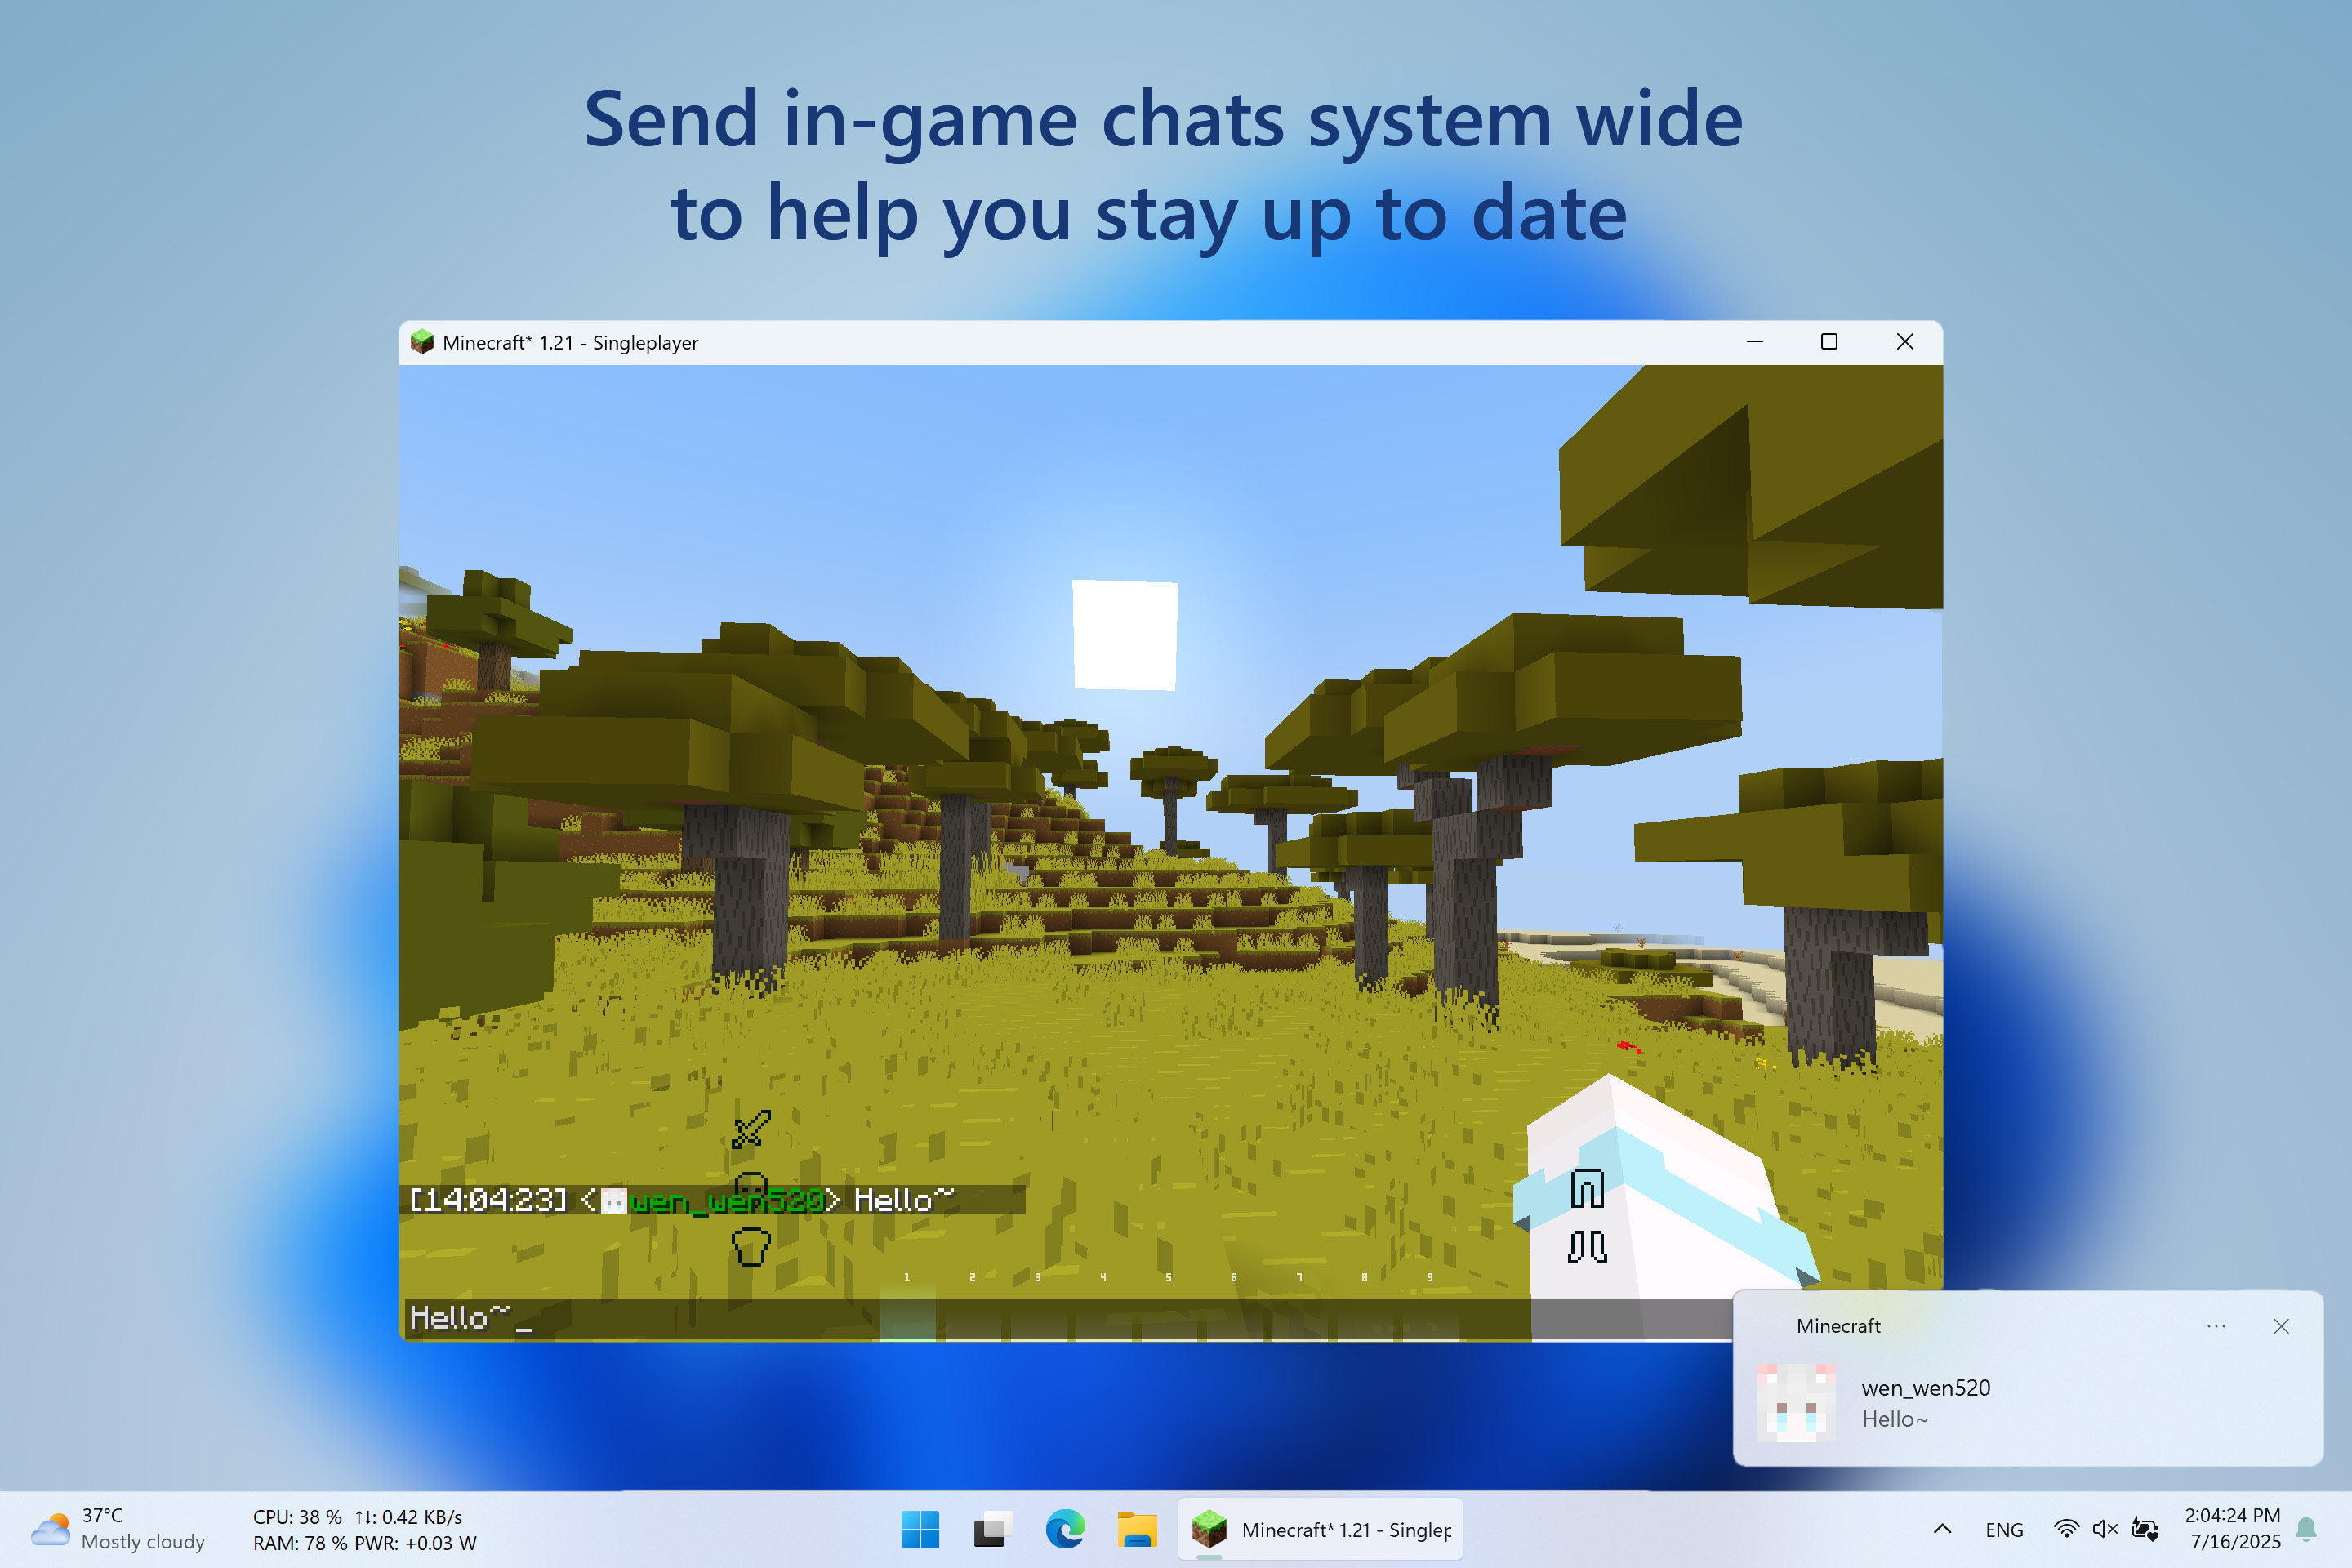 Send in-game chats system wide
to help you stay up to date
Minecraft* 1.21 - Singleplayer
[14:04:23] <wen_wen520> Hello~
1 2 3 4 5 6 7 8 9
Hello~_
Minecraft
wen_wen520
Hello~
37°C
Mostly cloudy
CPU: 38 % ↑↓: 0.42 KB/s
RAM: 78 % PWR: +0.03 W
Minecraft* 1.21 - Singlep
ENG
2:04:24 PM
7/16/2025